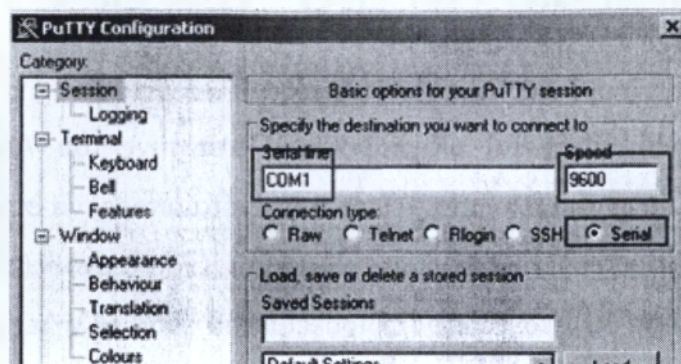 PuTTY Configuration
Category:
Session
Logging
Terminal
Keyboard
Bell
Features
Window
Appearance
Behaviour
Translation
Selection
Colours
Basic options for your PuTTY session
Specify the destination you want to connect to
Serial line Speed
COM1 9600
Connection type:
Raw Telnet Rlogin SSH Serial
Load, save or delete a stored session
Saved Sessions
Default Settings
Load